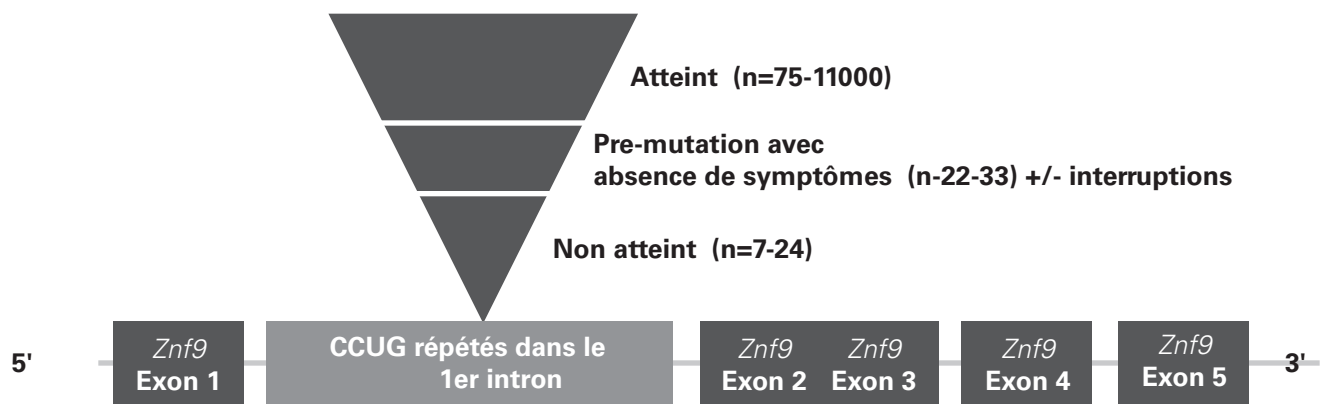 Atteint (n=75-11000)
Pre-mutation avec
absence de symptômes (n-22-33) +/- interruptions
Non atteint (n=7-24)
5'
Znf9
Exon 1
CCUG répétés dans le
1er intron
Znf9
Exon 2
Znf9
Exon 3
Znf9
Exon 4
Znf9
Exon 5
3'